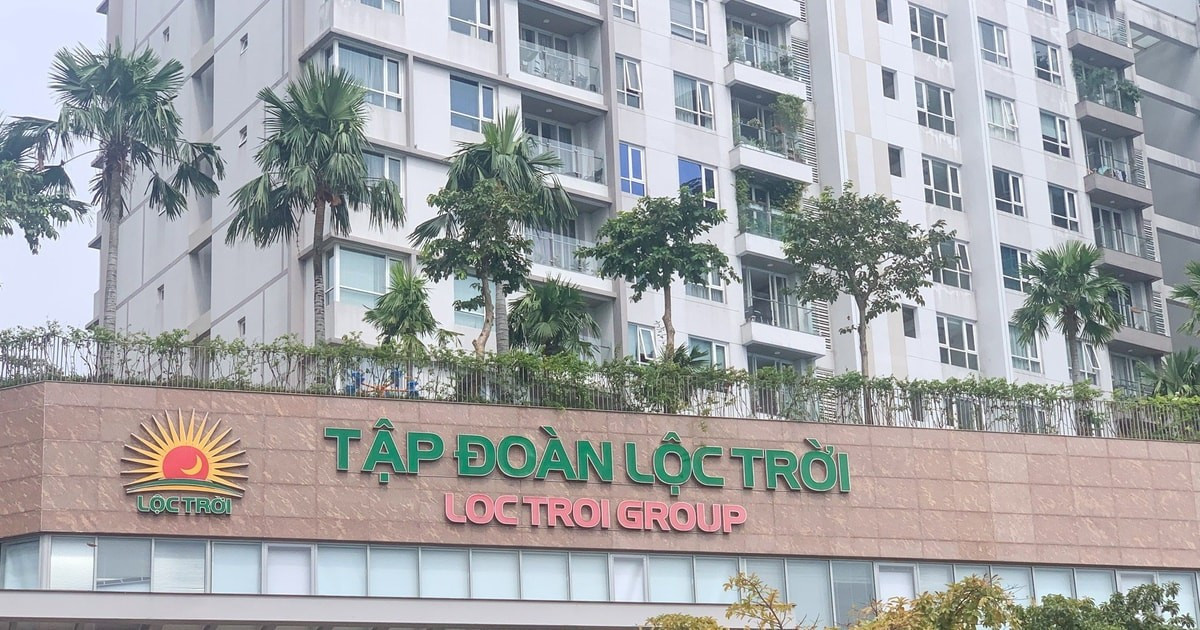 TẬP ĐOÀN LỘC TRỜI
LOC TROI GROUP
LỘC TRỜI